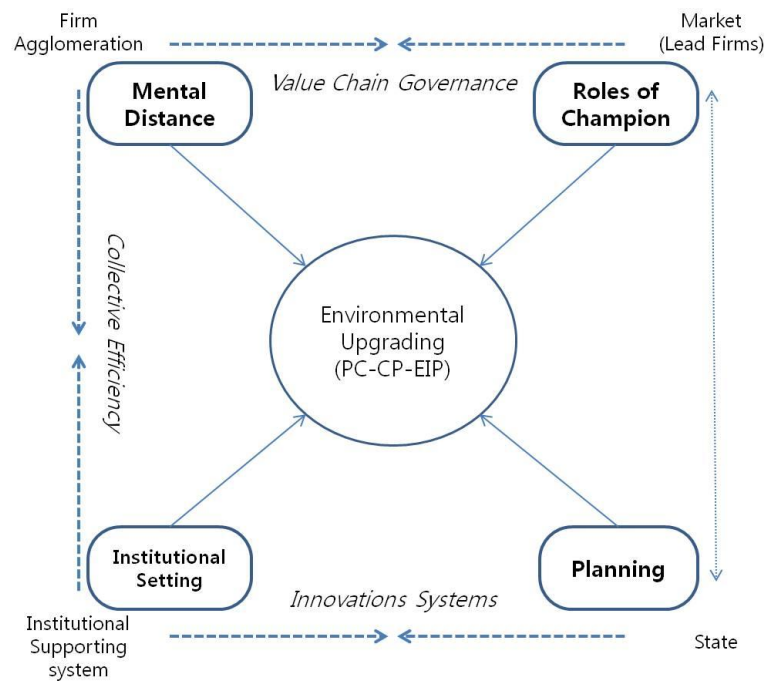 Firm
Agglomeration
Market
(Lead Firms)
Mental
Distance
Value Chain Governance
Roles of
Champion
Collective Efficiency
Environmental
Upgrading
(PC-CP-EIP)
Institutional
Setting
Planning
Innovations Systems
Institutional
Supporting
system
State